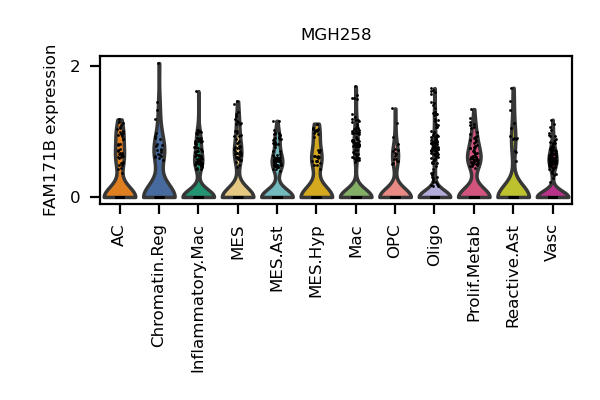 MGH258
FAM171B expression
2
0
AC
Chromatin.Reg
Inflammatory.Mac
MES
MES.Ast
MES.Hyp
Mac
OPC
Oligo
Prolif.Metab
Reactive.Ast
Vasc